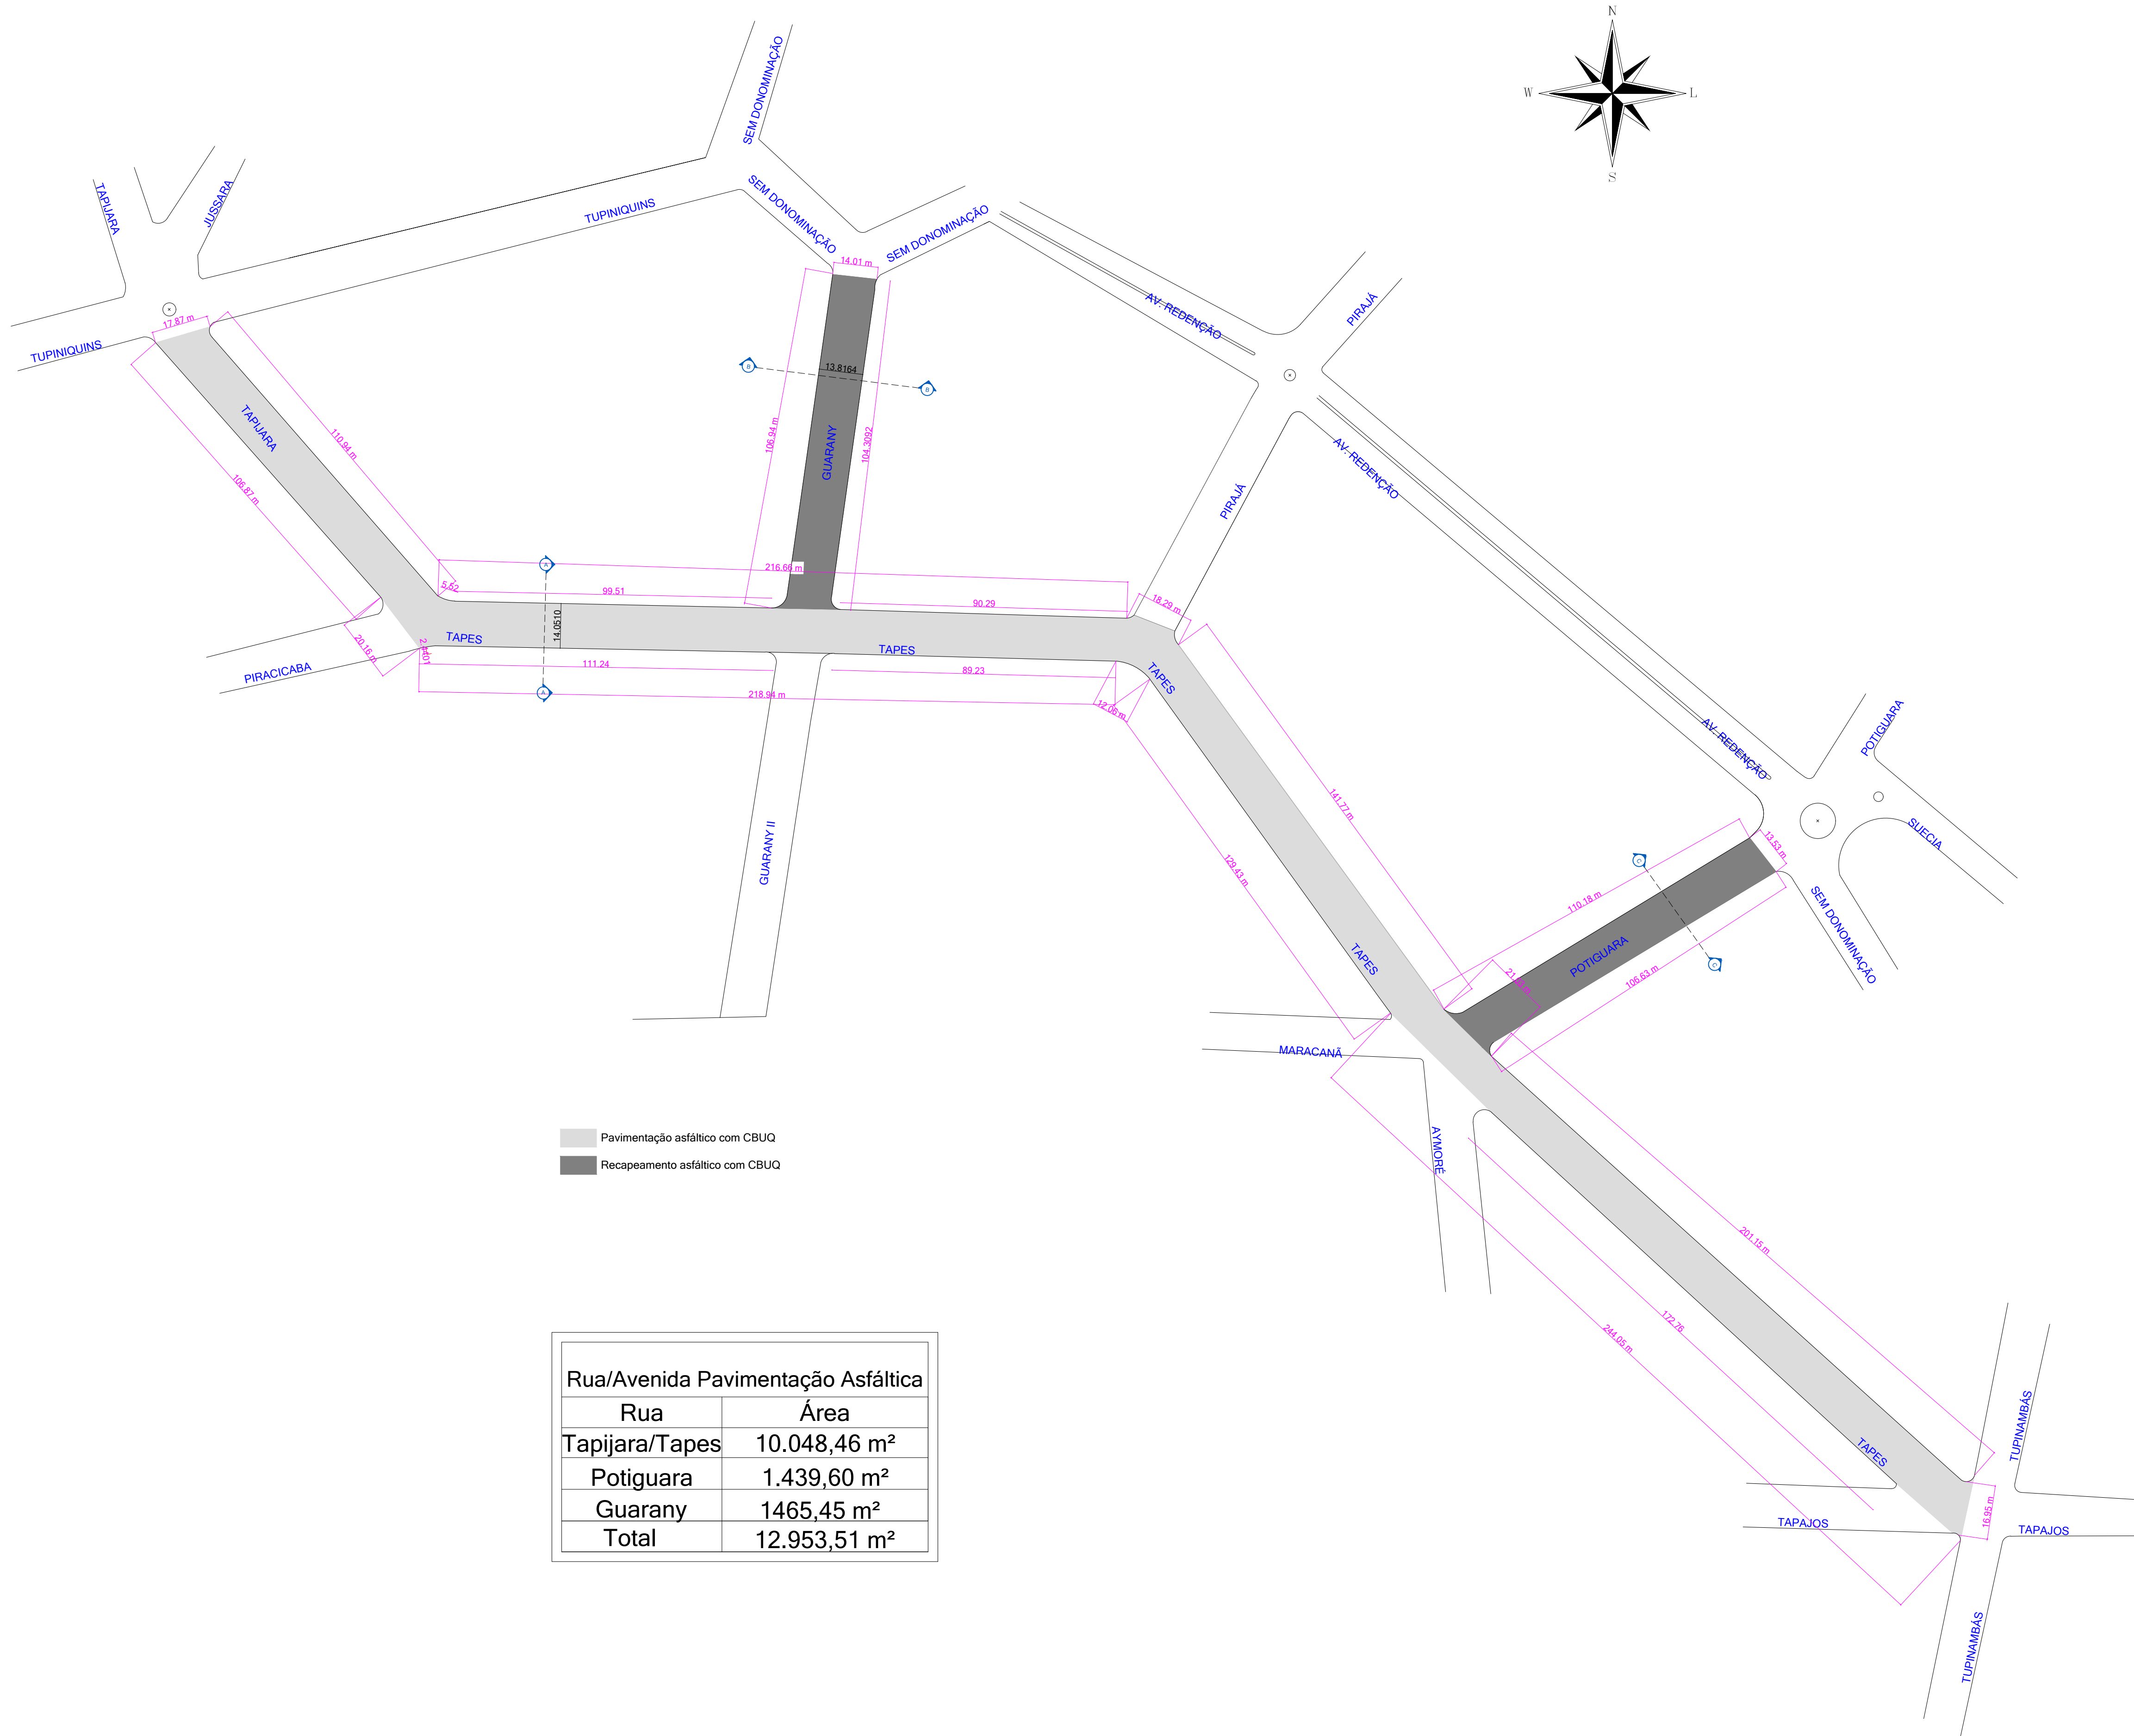 N
W
L
S
SEM DONOMINAÇÃO
TAPIJARA
JUSSARA
SEM DONOMINAÇÃO
TUPINIQUINS
SEM DONOMINAÇÃO
14.01 m
AV. REDENÇÃO
PIRAJÁ
17.87 m
TUPINIQUINS
B
13.8164
B
TAPIJARA
110.94 m
106.94 m
GUARANY
104.3092
AV. REDENÇÃO
106.87 m
PIRAJÁ
A
216.66 m
5.52
99.51
90.29
18.29 m
14.0510
TAPES
2.4401
20.16 m
TAPES
PIRACICABA
111.24
89.23
TAPES
A
218.94 m
12.00 m
POTIGUARA
AV. REDENÇÃO
141.77 m
SUECIA
13.53 m
GUARANY II
129.43 m
C
110.18 m
SEM DONOMINAÇÃO
TAPES
POTIGUARA
C
106.63 m
MARACANÃ
Pavimentação asfáltico com CBUQ
Recapeamento asfáltico com CBUQ
AYMORÉ
201.15 m
172.76
244.05 m
Rua/Avenida Pavimentação Asfáltica
Rua Área
Tapijara/Tapes 10.048,46 m²
Potiguara 1.439,60 m²
Guarany 1465,45 m²
Total 12.953,51 m²
TUPINAMBÁS
TAPES
16.95 m
TAPAJOS
TAPAJOS
TUPINAMBÁS